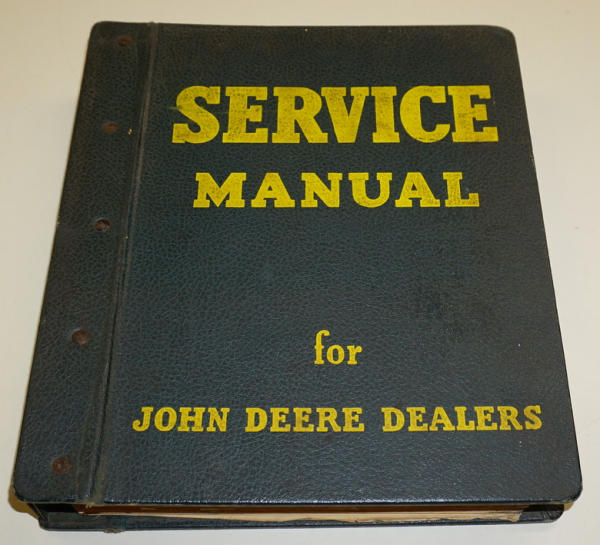 SERVICE
MANUAL
for
JOHN DEERE DEALERS